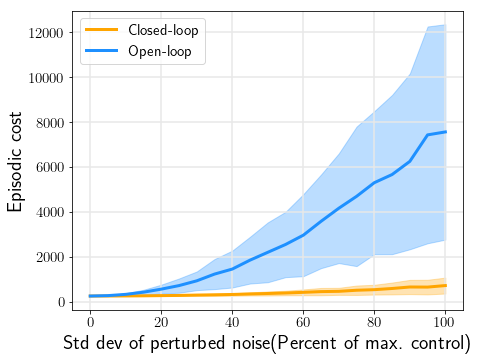 Closed-loop
Open-loop
Episodic cost
12000
10000
8000
6000
4000
2000
0
0 20 40 60 80 100
Std dev of perturbed noise(Percent of max. control)